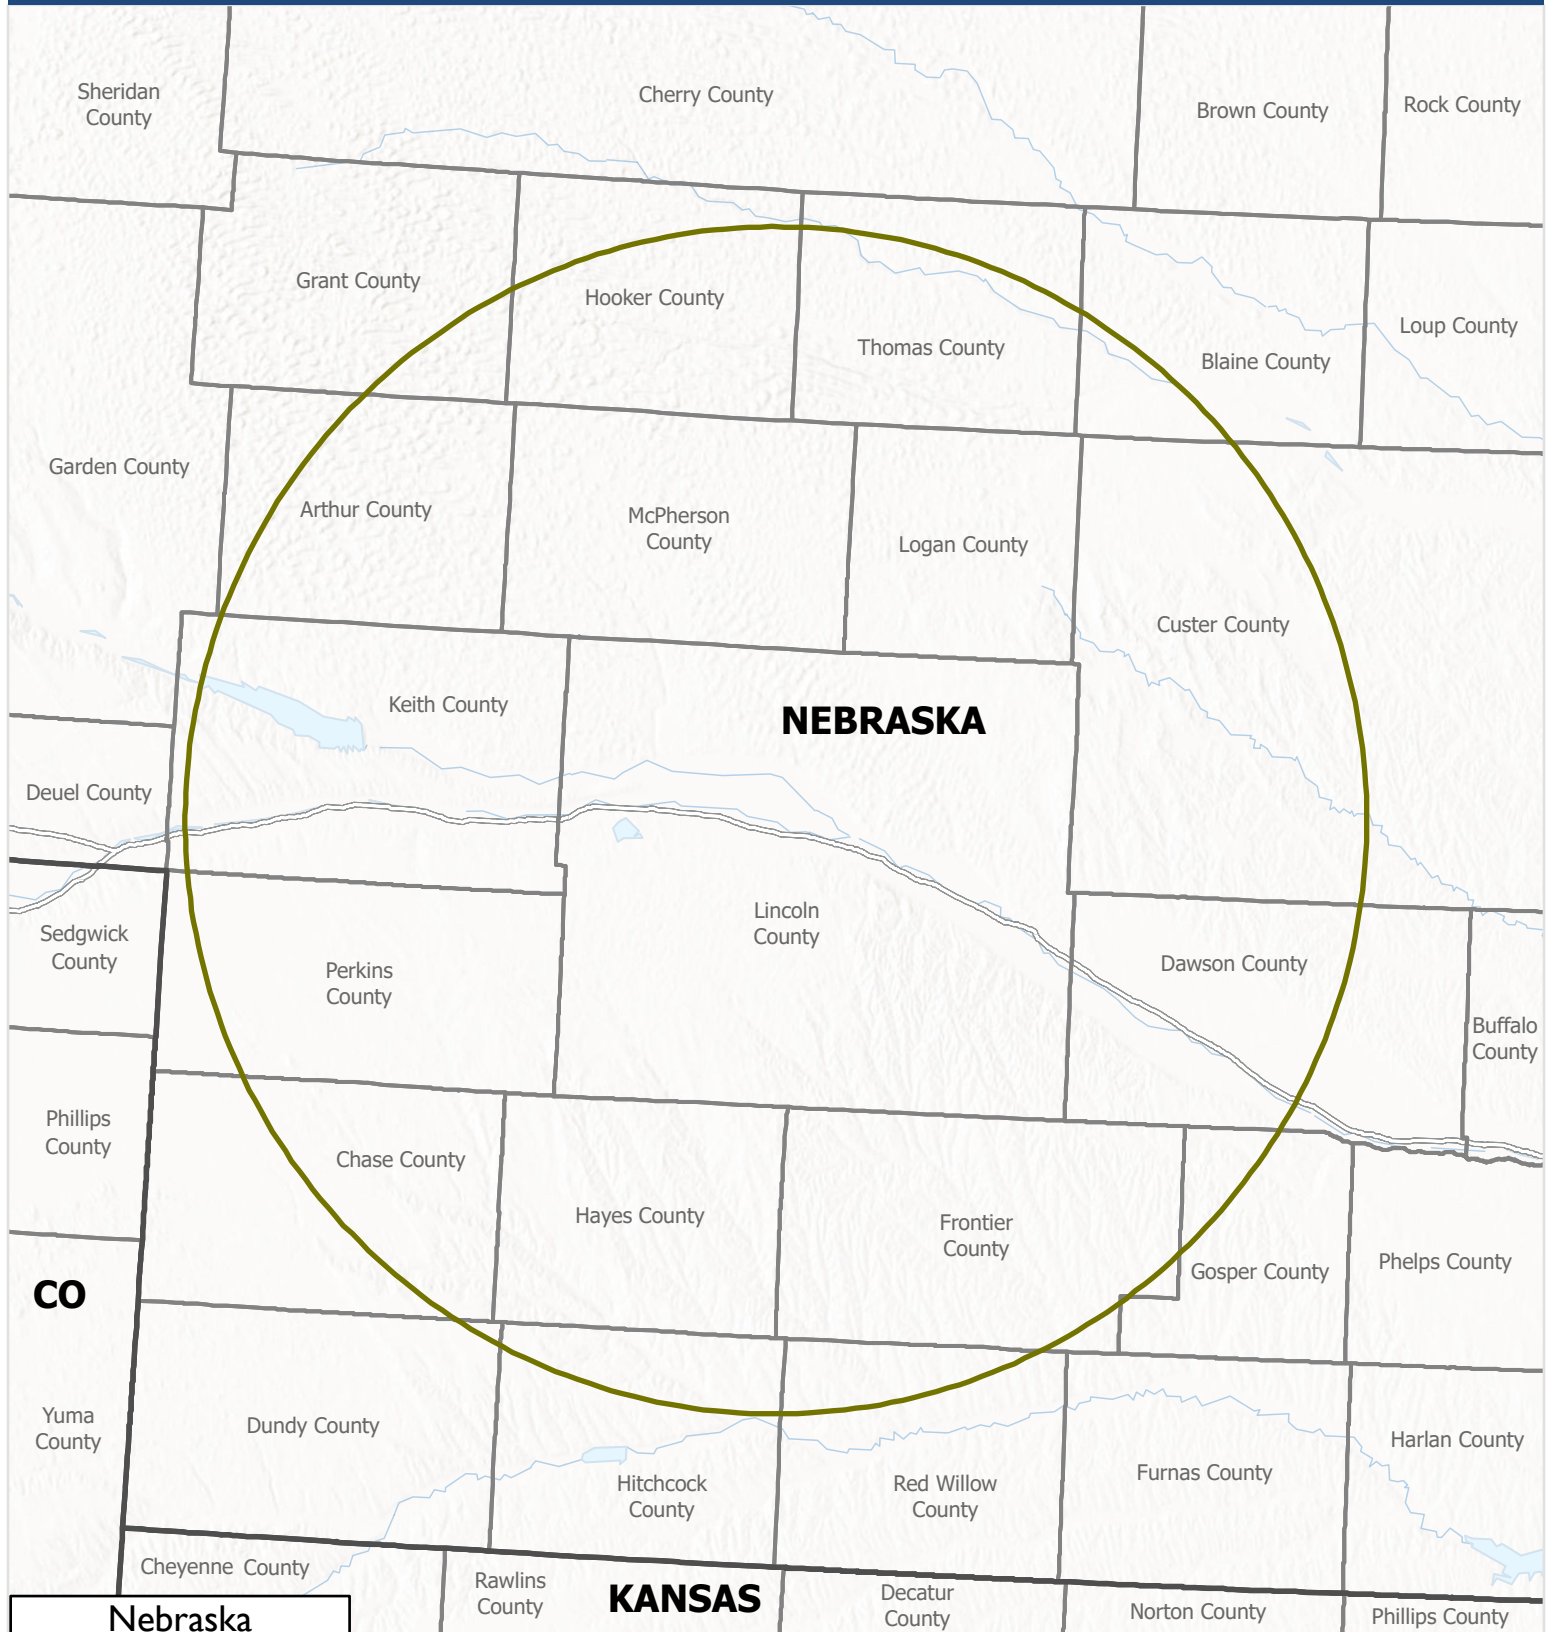 Sheridan
County
Cherry County
Brown County
Rock County
Grant County
Hooker County
Thomas County
Blaine County
Loup County
Garden County
Arthur County
McPherson
County
Logan County
Custer County
Keith County
NEBRASKA
Deuel County
Lincoln
County
Sedgwick
County
Perkins
County
Dawson County
Buffalo
County
Phillips
County
Chase County
Hayes County
Frontier
County
Gosper County
Phelps County
CO
Yuma
County
Dundy County
Hitchcock
County
Red Willow
County
Furnas County
Harlan County
Cheyenne County
Rawlins
County
KANSAS
Decatur
County
Norton County
Phillips County
Nebraska